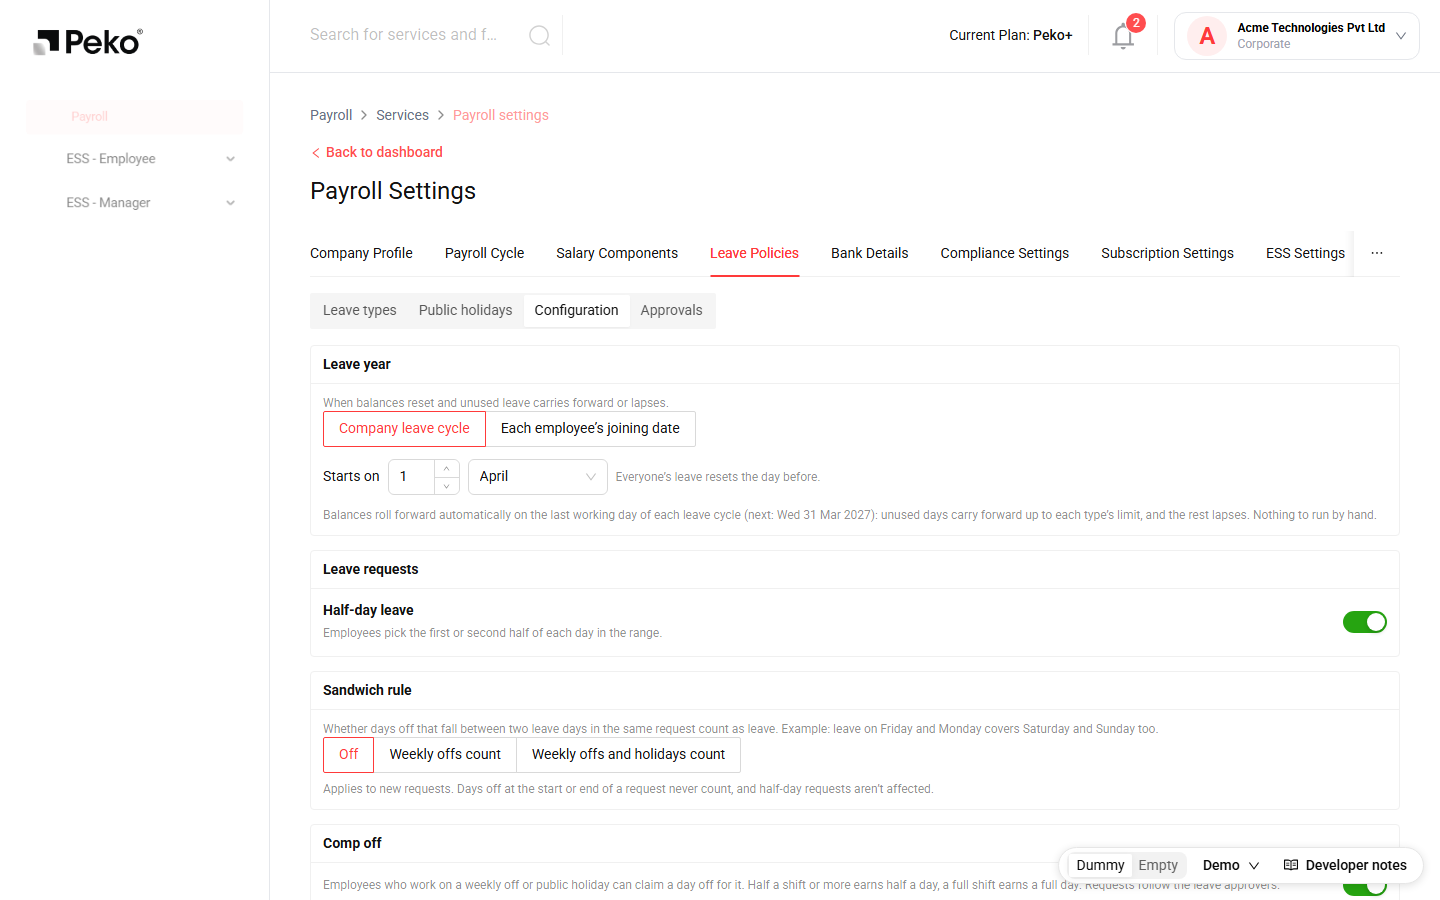 Peko®
Search for services and f...
Current Plan: Peko+
2
A
Acme Technologies Pvt Ltd
Corporate
Payroll
ESS - Employee
ESS - Manager
Payroll > Services > Payroll settings
Back to dashboard
Payroll Settings
Company Profile Payroll Cycle Salary Components Leave Policies Bank Details Compliance Settings Subscription Settings ESS Settings ...
Leave types Public holidays Configuration Approvals
Leave year
When balances reset and unused leave carries forward or lapses.
Company leave cycle Each employee’s joining date
Starts on 1 April Everyone’s leave resets the day before.
Balances roll forward automatically on the last working day of each leave cycle (next: Wed 31 Mar 2027): unused days carry forward up to each type’s limit, and the rest lapses. Nothing to run by hand.
Leave requests
Half-day leave
Employees pick the first or second half of each day in the range.
Sandwich rule
Whether days off that fall between two leave days in the same request count as leave. Example: leave on Friday and Monday covers Saturday and Sunday too.
Off Weekly offs count Weekly offs and holidays count
Applies to new requests. Days off at the start or end of a request never count, and half-day requests aren’t affected.
Comp off
Employees who work on a weekly off or public holiday can claim a day off for it. Half a shift or more earns half a day, a full shift earns a full day. Requests follow the leave approvers.
Dummy Empty Demo Developer notes